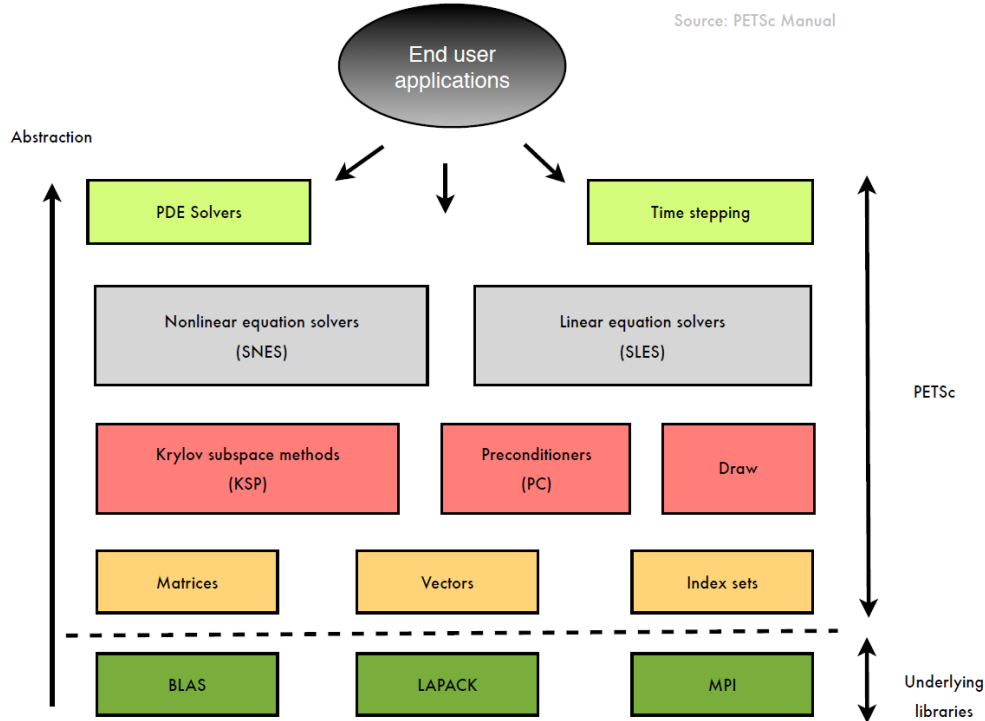 Source: PETSc Manual
End user
applications
Abstraction
PDE Solvers
Time stepping
Nonlinear equation solvers
(SNES)
Linear equation solvers
(SLES)
PETSc
Krylov subspace methods
(KSP)
Preconditioners
(PC)
Draw
Matrices
Vectors
Index sets
BLAS
LAPACK
MPI
Underlying
libraries